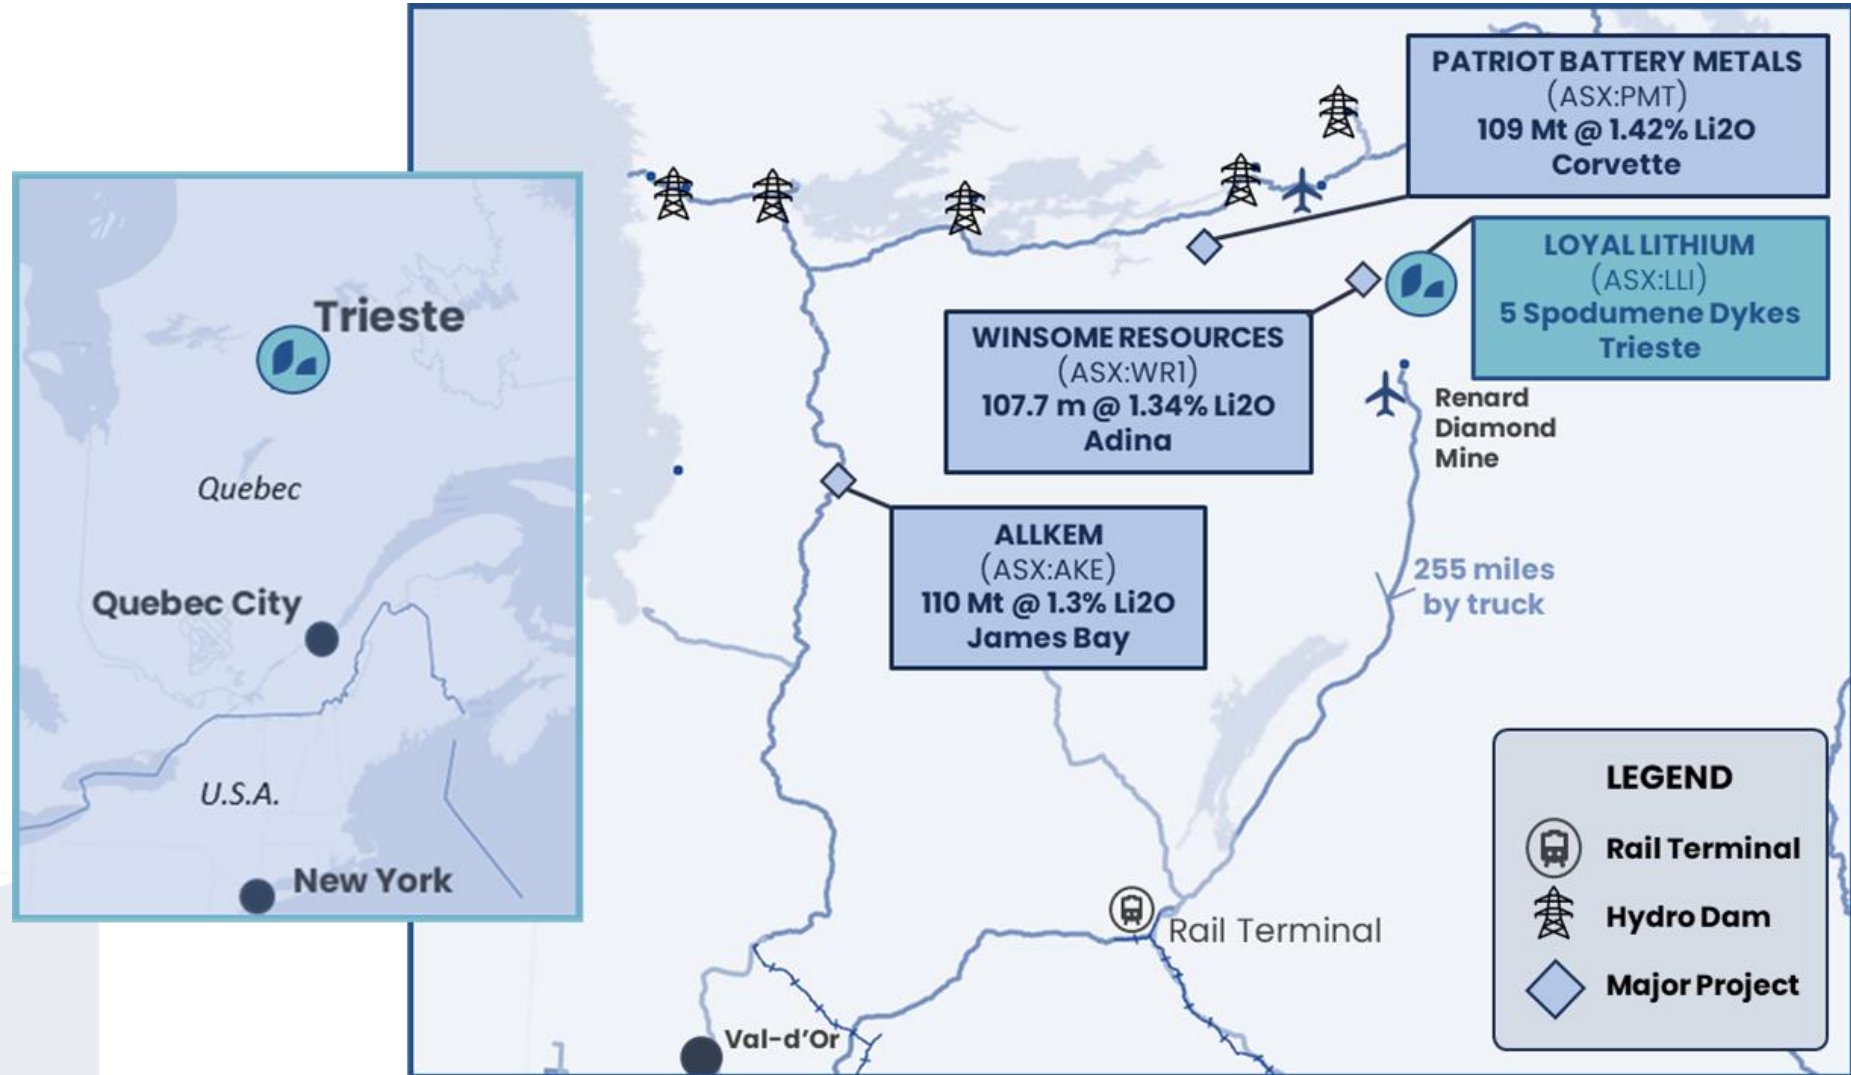 Trieste
Quebec
Quebec City
U.S.A.
New York
PATRIOT BATTERY METALS
(ASX:PMT)
109 Mt @ 1.42% Li2O
Corvette
LOYAL LITHIUM
(ASX:LLI)
5 Spodumene Dykes
Trieste
WINSOME RESOURCES
(ASX:WR1)
107.7 m @ 1.34% Li2O
Adina
Renard
Diamond
Mine
ALLKEM
(ASX:AKE)
110 Mt @ 1.3% Li2O
James Bay
255 miles
by truck
Rail Terminal
Val-d’Or
LEGEND
Rail Terminal
Hydro Dam
Major Project